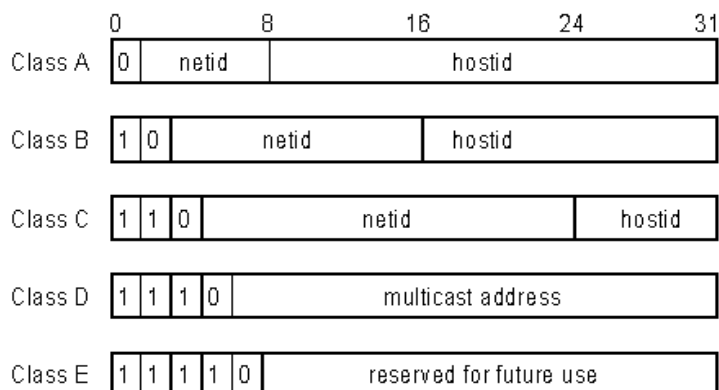 0 8 16 24 31
Class A 0 netid hostid
Class B 1 0 netid hostid
Class C 1 1 0 netid hostid
Class D 1 1 1 0 multicast address
Class E 1 1 1 1 0 reserved for future use